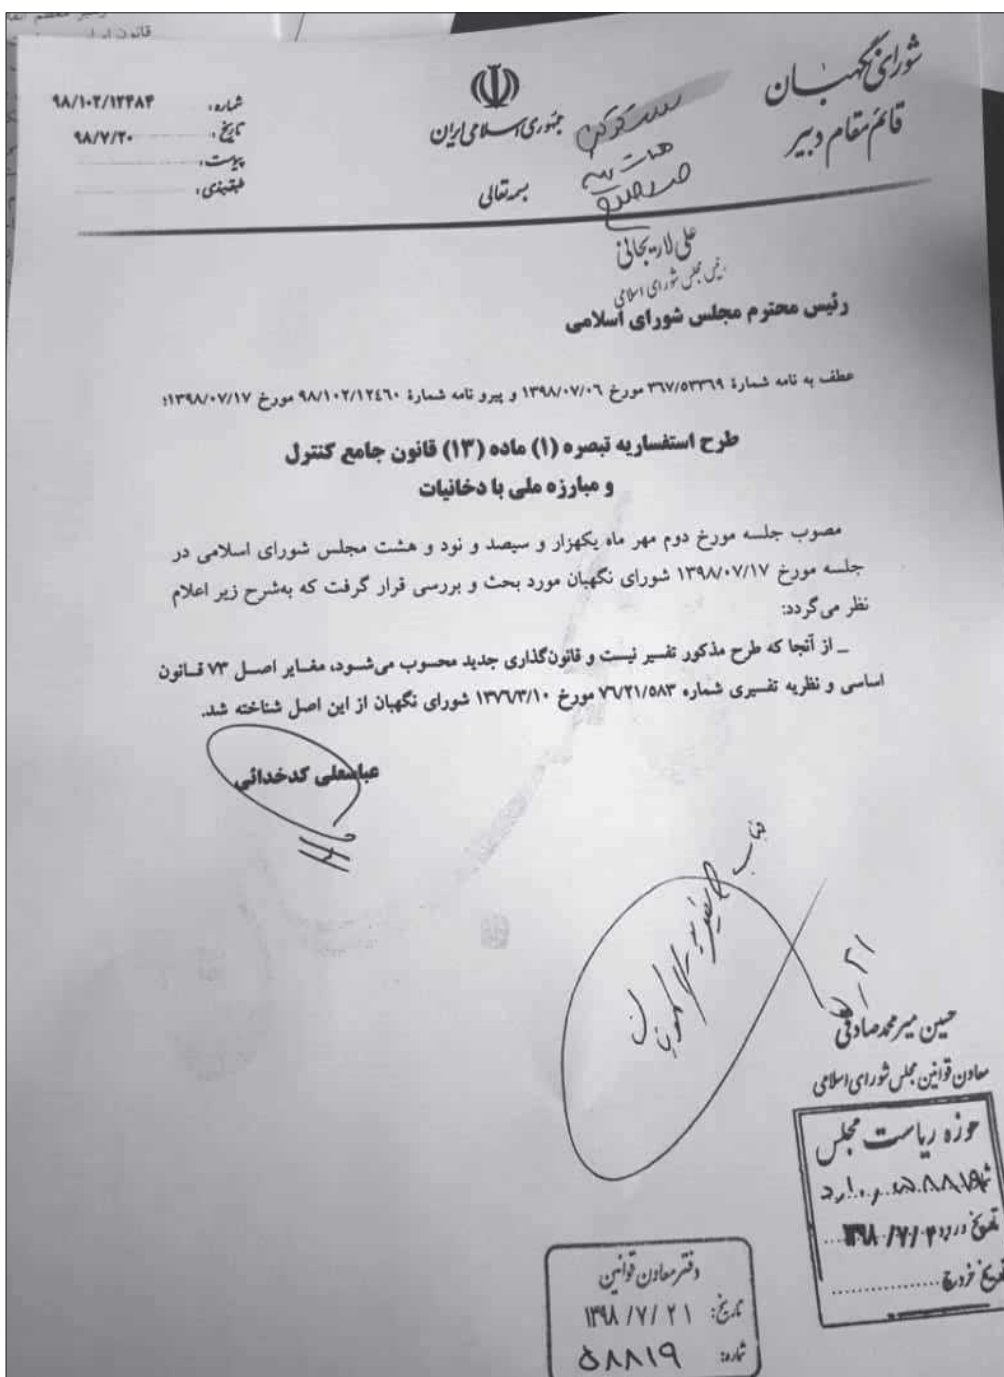 قانون
شورای نگهبان
قائم مقام دبیر
جمهوری اسلامی ایران
بسمه تعالی
شماره: ۹۸/۱۰۲/۱۲۴۸۴
تاریخ: ۹۸/۷/۲۰
پیوست:
طبقه‌بندی:
علی لاریجانی
رئیس مجلس شورای اسلامی
رئیس محترم مجلس شورای اسلامی
عطف به نامه شمارهٔ ۳۶۷/۵۳۳۶۹ مورخ ۱۳۹۸/۰۷/۰۶ و پیرو نامه شمارهٔ ۹۸/۱۰۲/۱۲۴۶۰ مورخ ۱۳۹۸/۰۷/۱۷؛
طرح استفساریه تبصره (۱) ماده (۱۳) قانون جامع کنترل
و مبارزه ملی با دخانیات
مصوب جلسه مورخ دوم مهر ماه یکهزار و سیصد و نود و هشت مجلس شورای اسلامی در
جلسه مورخ ۱۳۹۸/۰۷/۱۷ شورای نگهبان مورد بحث و بررسی قرار گرفت که به‌شرح زیر اعلام
نظر می‌گردد:
ـ از آنجا که طرح مذکور تفسیر نیست و قانون‌گذاری جدید محسوب می‌شـود، مغـایر اصـل ۷۳ قـانون
اساسی و نظریه تفسیری شماره ۷۶/۲۱/۵۸۳ مورخ ۱۳۷۶/۳/۱۰ شورای نگهبان از این اصل شناخته شد.
عباسعلی کدخدائی
حسین میرمحمدصادقی
معاون قوانین مجلس شورای اسلامی
حوزه ریاست مجلس
تاریخ ورود
تاریخ خروج
دفتر معاون قوانین
تاریخ: ۱۳۹۸/۷/۲۱
شماره: ۵۸۸۱۹